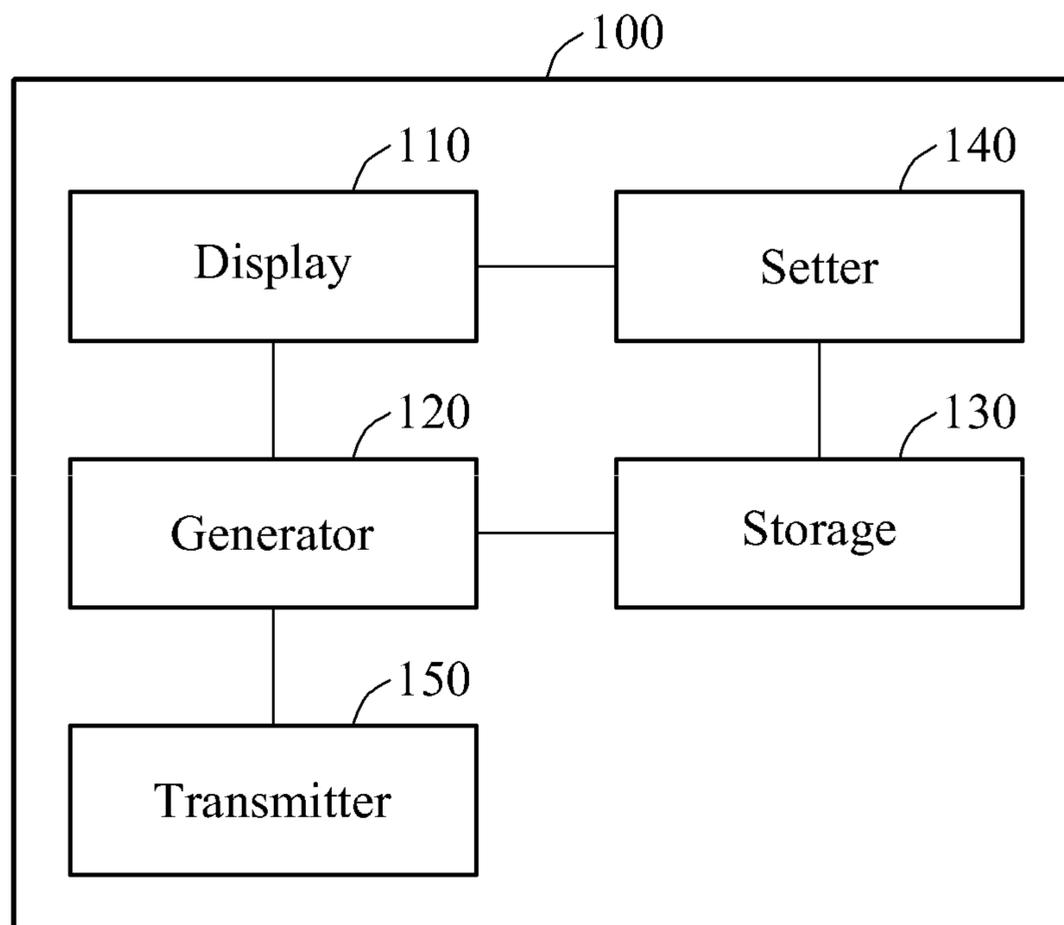 100
110
140
Display
Setter
120
130
Generator
Storage
150
Transmitter